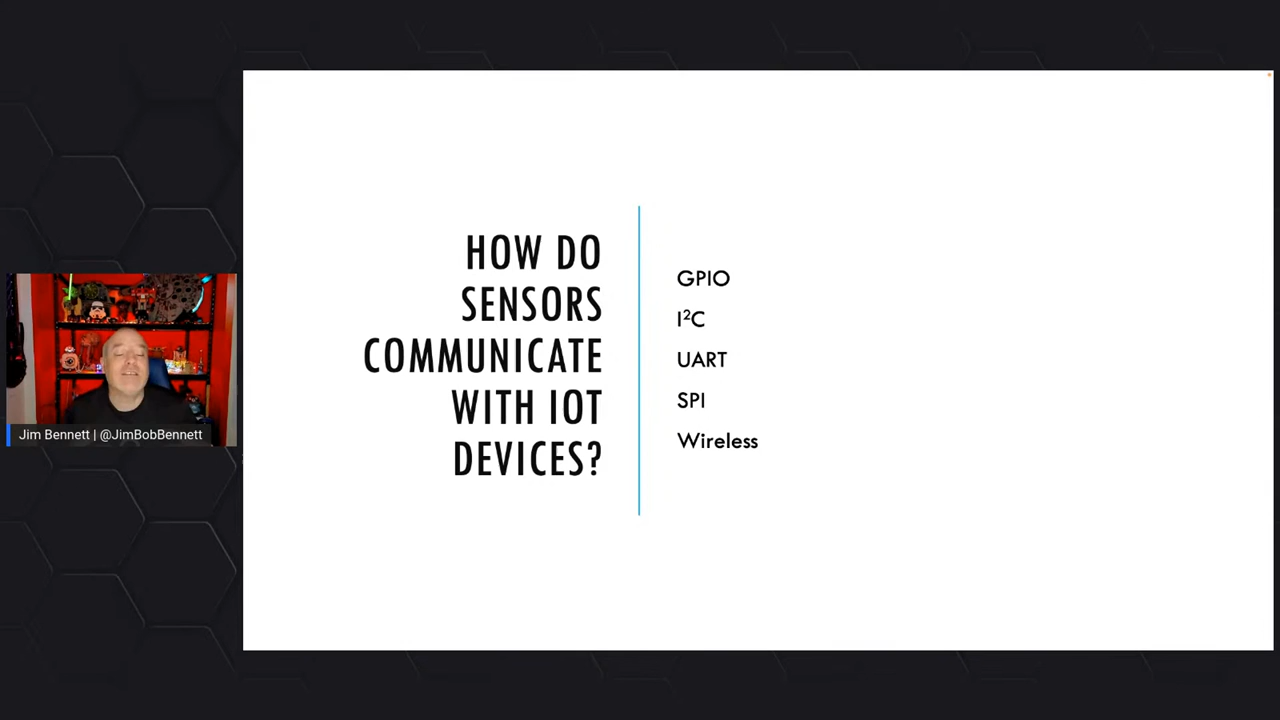 HOW DO
SENSORS
COMMUNICATE
WITH IOT
DEVICES?
GPIO
I²C
UART
SPI
Wireless
Jim Bennett | @JimBobBennett